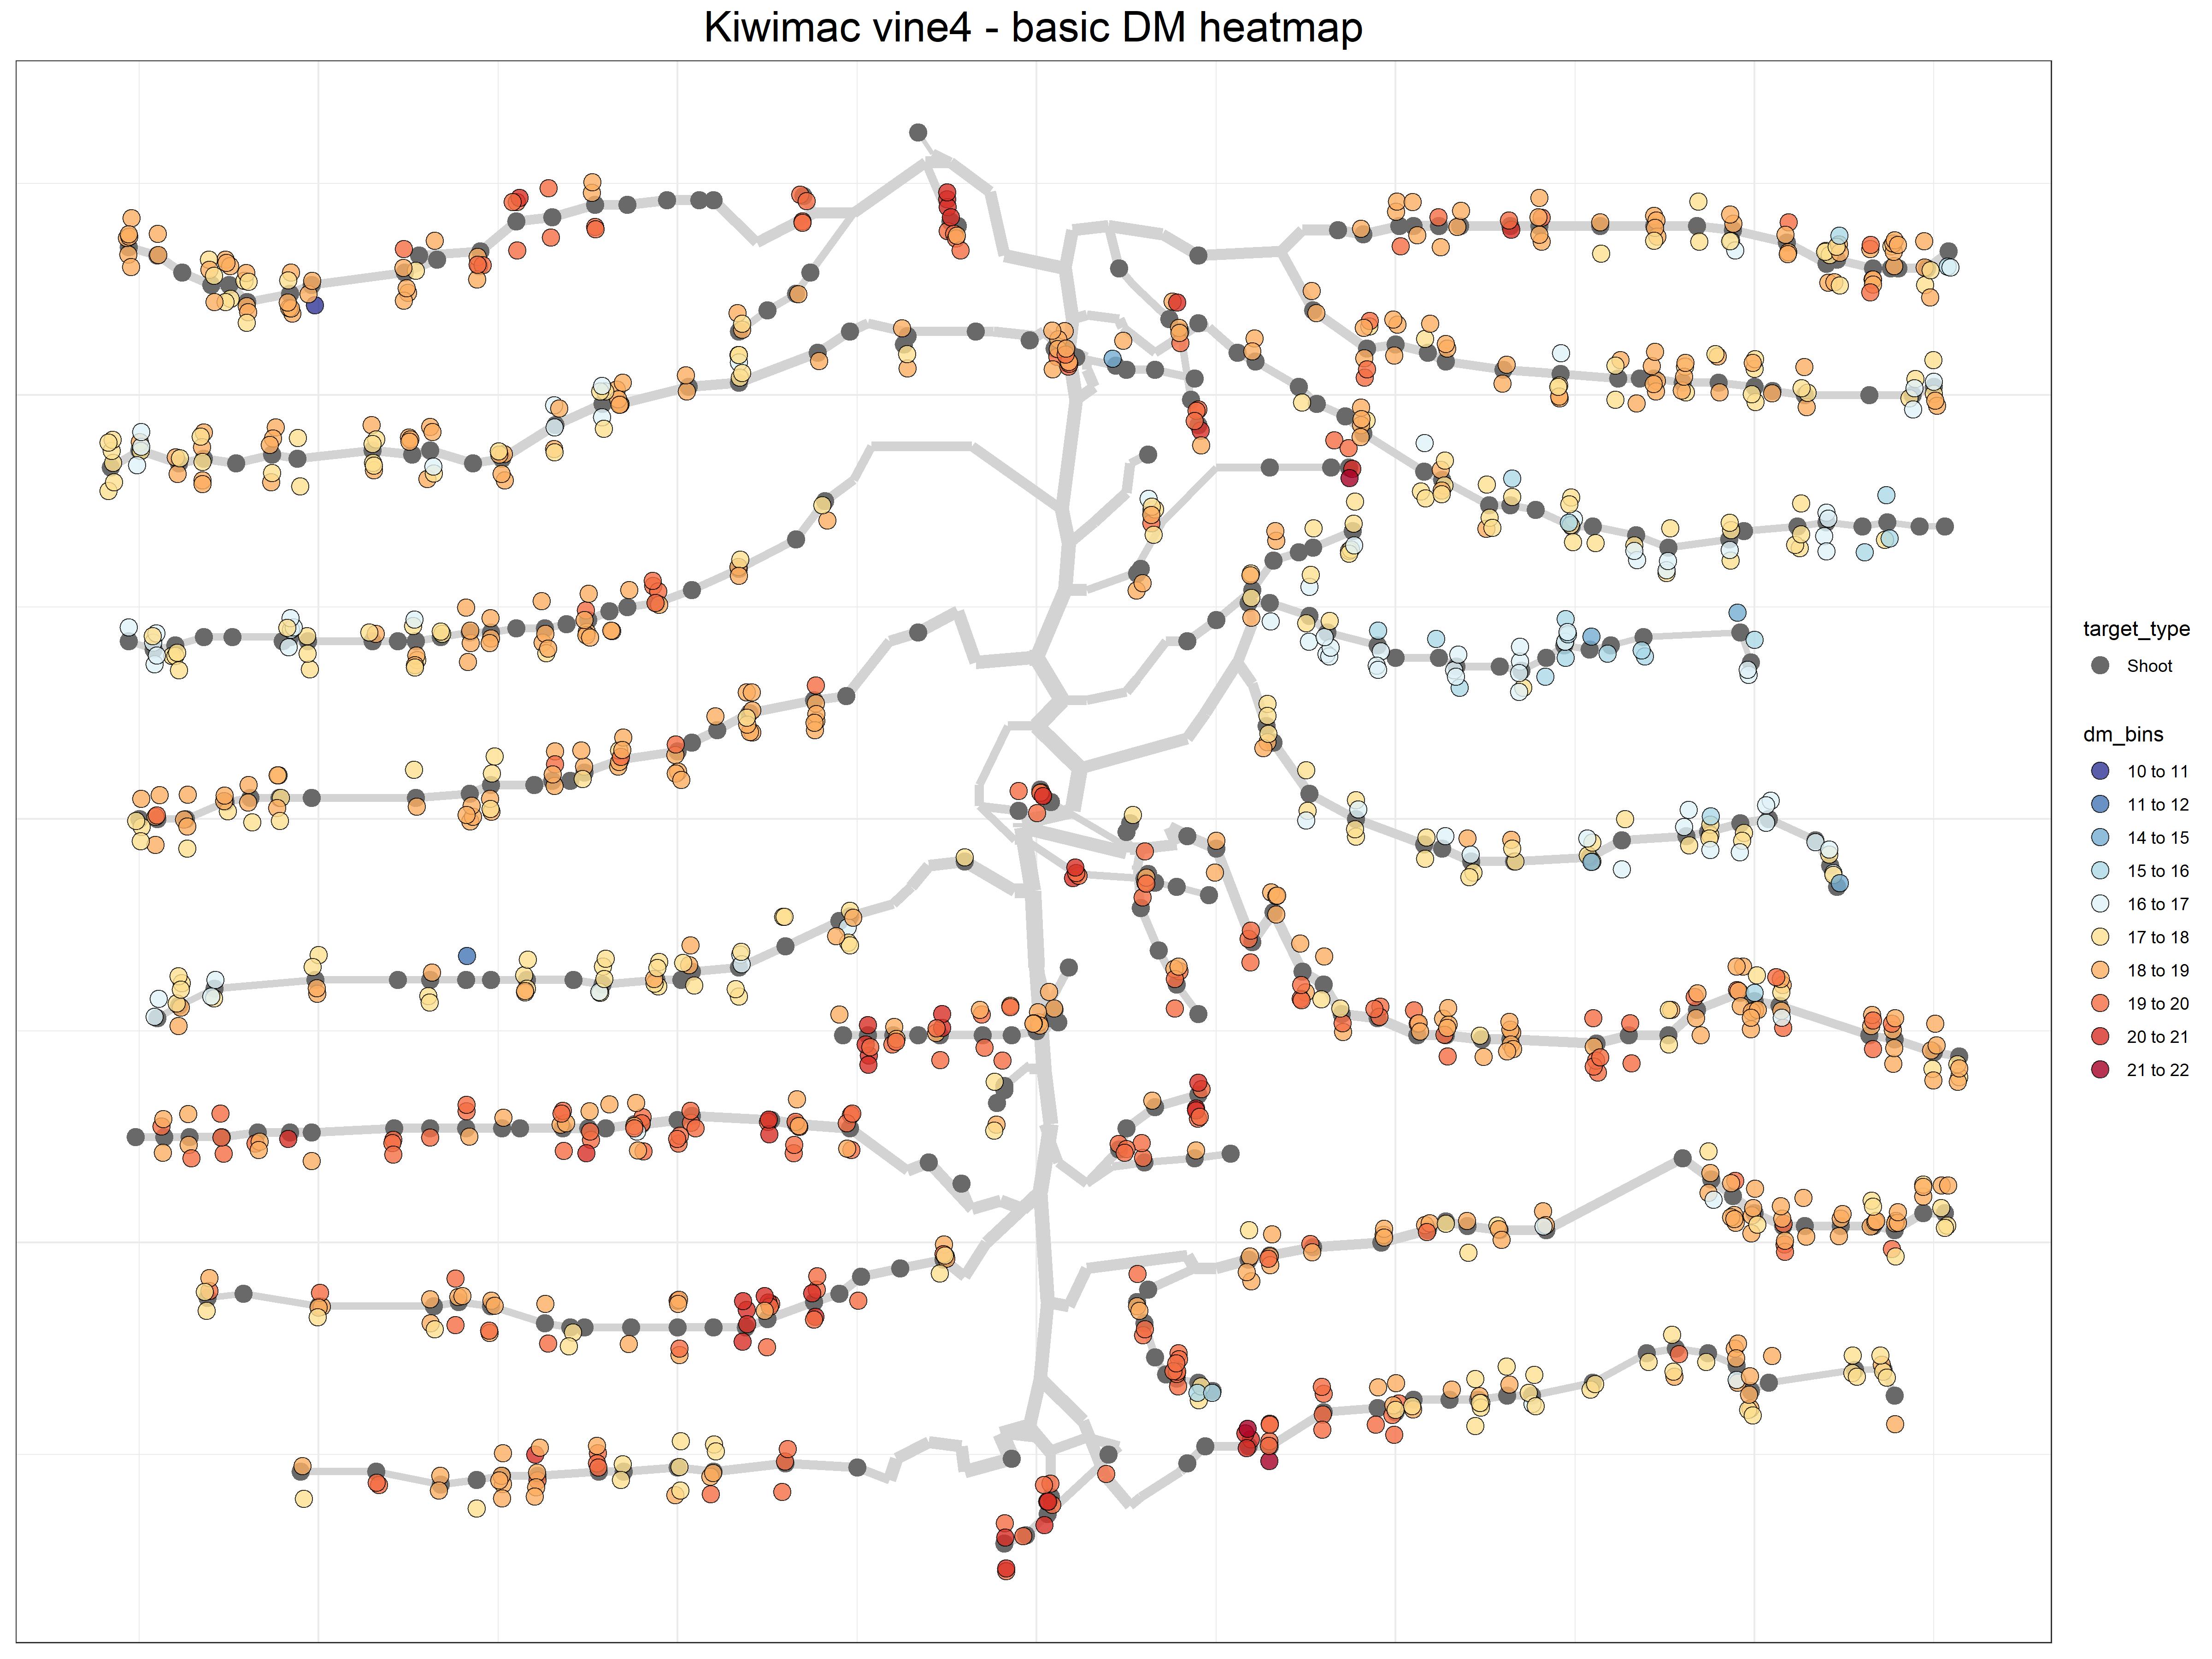 Kiwimac vine4 - basic DM heatmap
target_type
Shoot
dm_bins
10 to 11
11 to 12
14 to 15
15 to 16
16 to 17
17 to 18
18 to 19
19 to 20
20 to 21
21 to 22